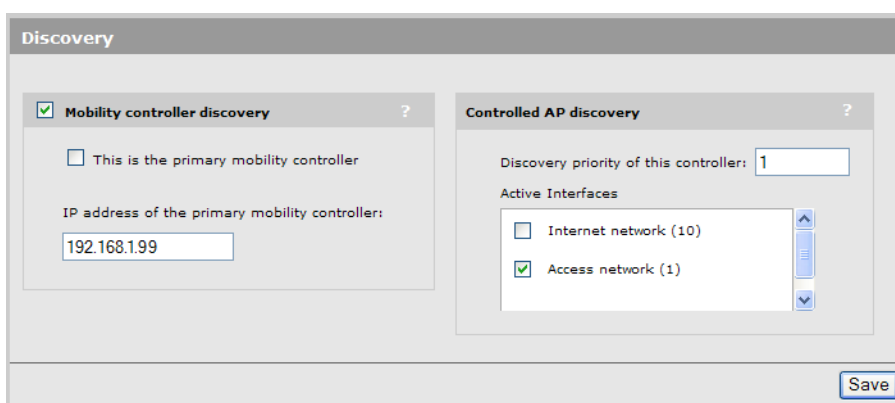 Discovery
Mobility controller discovery ?
This is the primary mobility controller
IP address of the primary mobility controller:
192.168.1.99
Controlled AP discovery ?
Discovery priority of this controller: 1
Active Interfaces
Internet network (10)
Access network (1)
Save